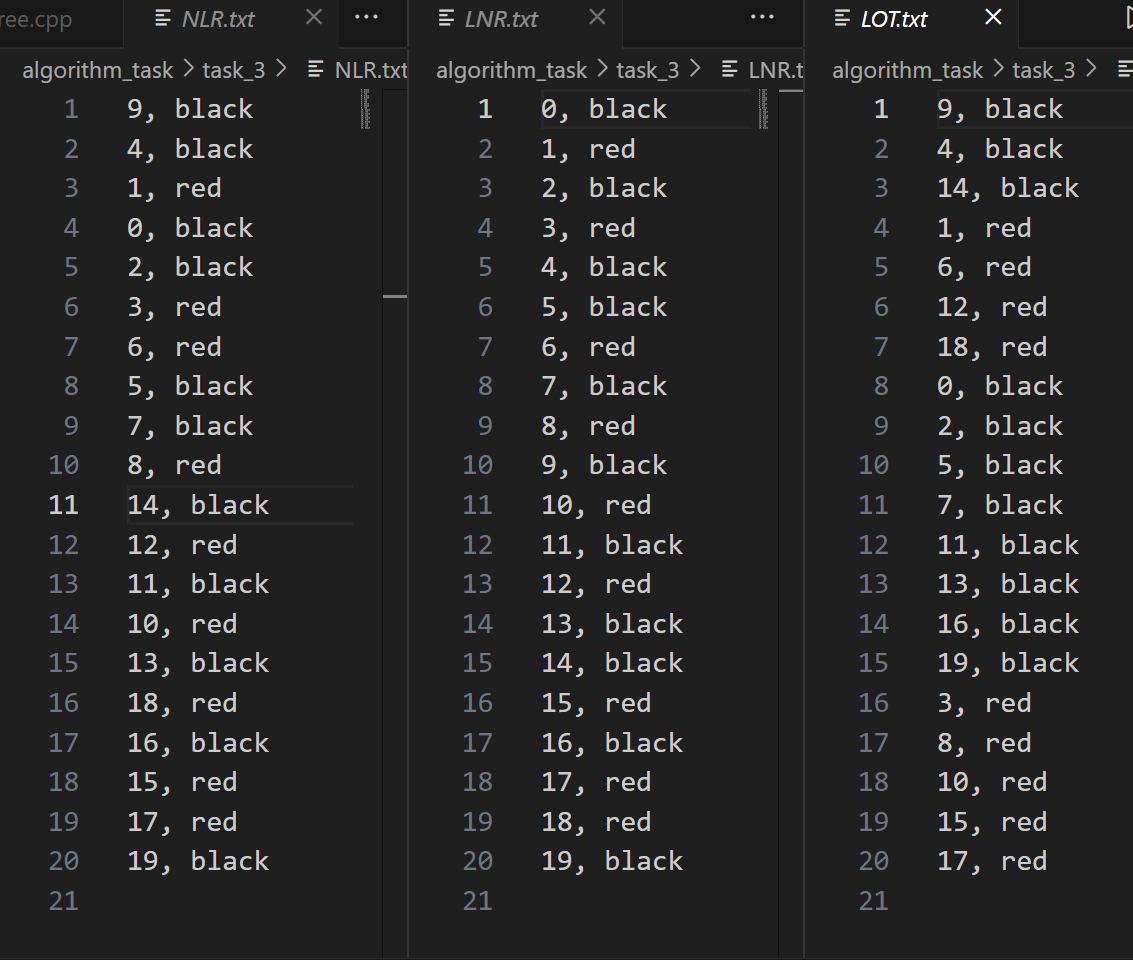 ree.cpp
NLR.txt
algorithm_task > task_3 > NLR.txt
1 9, black
2 4, black
3 1, red
4 0, black
5 2, black
6 3, red
7 6, red
8 5, black
9 7, black
10 8, red
11 14, black
12 12, red
13 11, black
14 10, red
15 13, black
16 18, red
17 16, black
18 15, red
19 17, red
20 19, black
21
LNR.txt
algorithm_task > task_3 > LNR.t
1 0, black
2 1, red
3 2, black
4 3, red
5 4, black
6 5, black
7 6, red
8 7, black
9 8, red
10 9, black
11 10, red
12 11, black
13 12, red
14 13, black
15 14, black
16 15, red
17 16, black
18 17, red
19 18, red
20 19, black
21
LOT.txt
algorithm_task > task_3 >
1 9, black
2 4, black
3 14, black
4 1, red
5 6, red
6 12, red
7 18, red
8 0, black
9 2, black
10 5, black
11 7, black
12 11, black
13 13, black
14 16, black
15 19, black
16 3, red
17 8, red
18 10, red
19 15, red
20 17, red
21